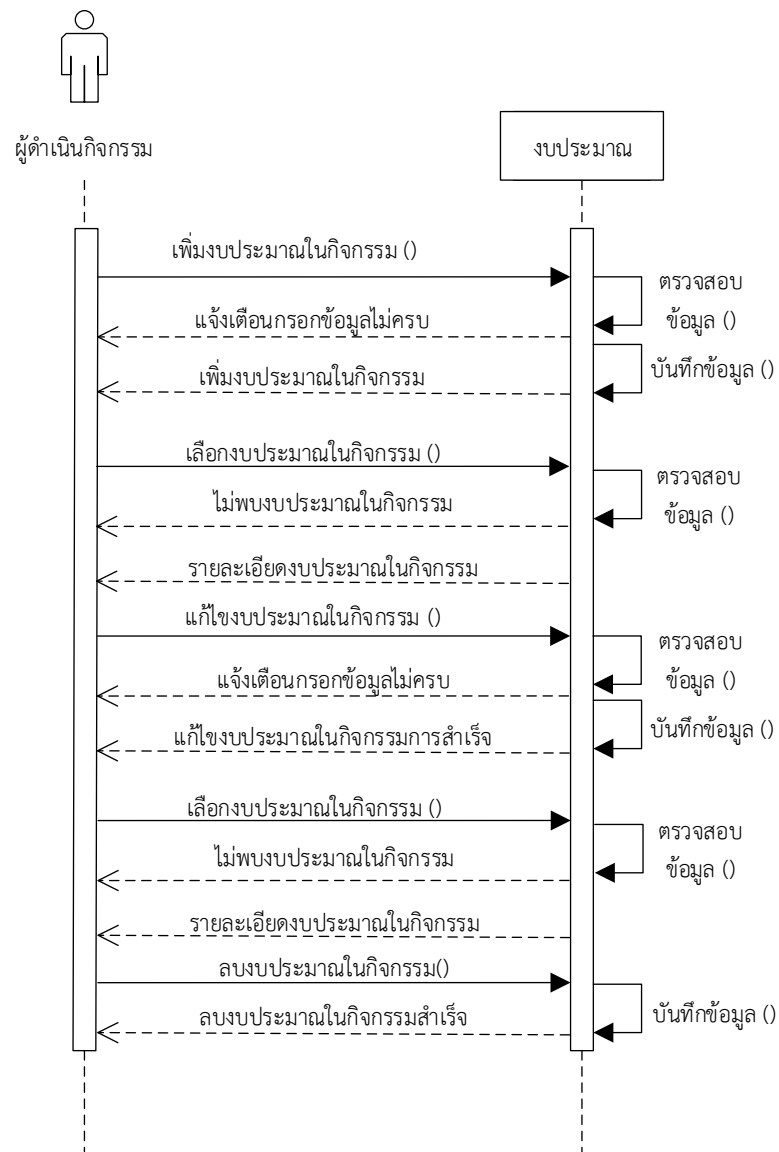 ผู้ดำเนินกิจกรรม
งบประมาณ
เพิ่มงบประมาณในกิจกรรม ()
ตรวจสอบ
ข้อมูล ()
แจ้งเตือนกรอกข้อมูลไม่ครบ
บันทึกข้อมูล ()
เพิ่มงบประมาณในกิจกรรม
เลือกงบประมาณในกิจกรรม ()
ตรวจสอบ
ข้อมูล ()
ไม่พบงบประมาณในกิจกรรม
รายละเอียดงบประมาณในกิจกรรม
แก้ไขงบประมาณในกิจกรรม ()
ตรวจสอบ
ข้อมูล ()
แจ้งเตือนกรอกข้อมูลไม่ครบ
บันทึกข้อมูล ()
แก้ไขงบประมาณในกิจกรรมการสำเร็จ
เลือกงบประมาณในกิจกรรม ()
ตรวจสอบ
ข้อมูล ()
ไม่พบงบประมาณในกิจกรรม
รายละเอียดงบประมาณในกิจกรรม
ลบงบประมาณในกิจกรรม()
บันทึกข้อมูล ()
ลบงบประมาณในกิจกรรมสำเร็จ